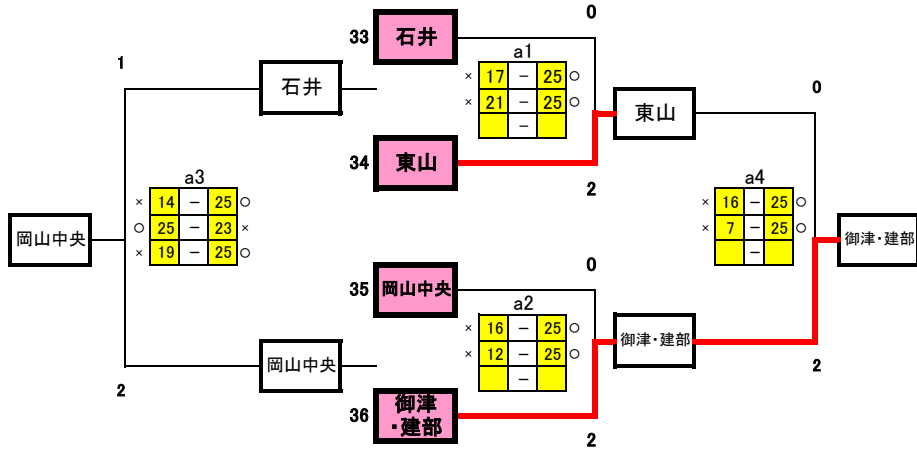 0
33 石井
a1
× 17 − 25 ○
× 21 − 25 ○
−
1
石井
東山
0
34 東山
2
a3
× 14 − 25 ○
○ 25 − 23 ×
× 19 − 25 ○
岡山中央
a4
× 16 − 25 ○
× 7 − 25 ○
−
御津・建部
0
35 岡山中央
a2
× 16 − 25 ○
× 12 − 25 ○
−
御津・建部
岡山中央
2
2
36 御津
・建部
2